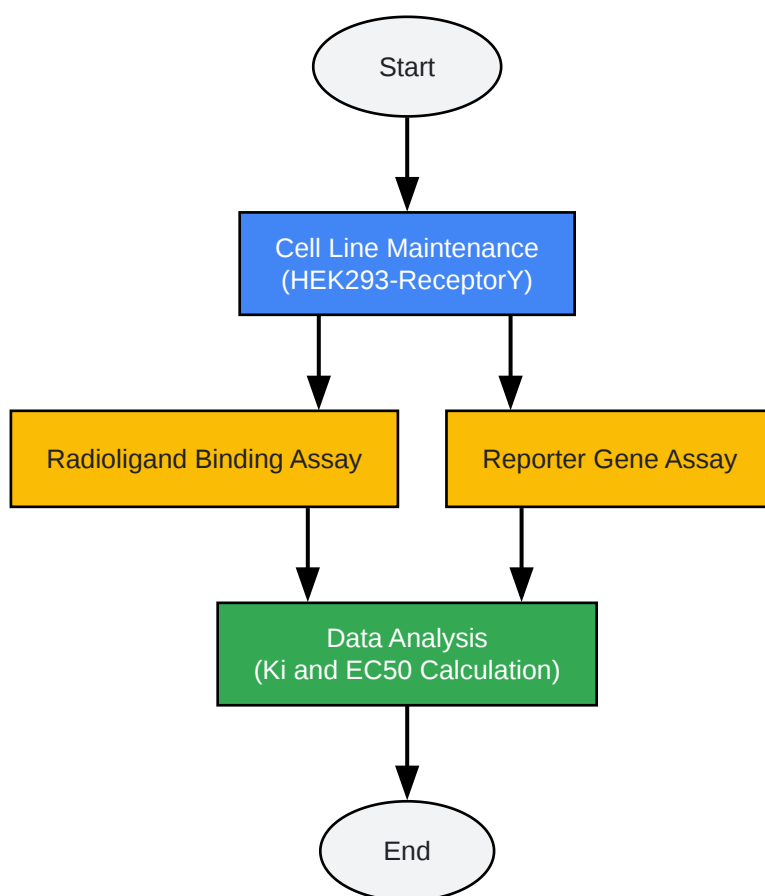 Start
Cell Line Maintenance
(HEK293-ReceptorY)
Radioligand Binding Assay
Reporter Gene Assay
Data Analysis
(Ki and EC50 Calculation)
End